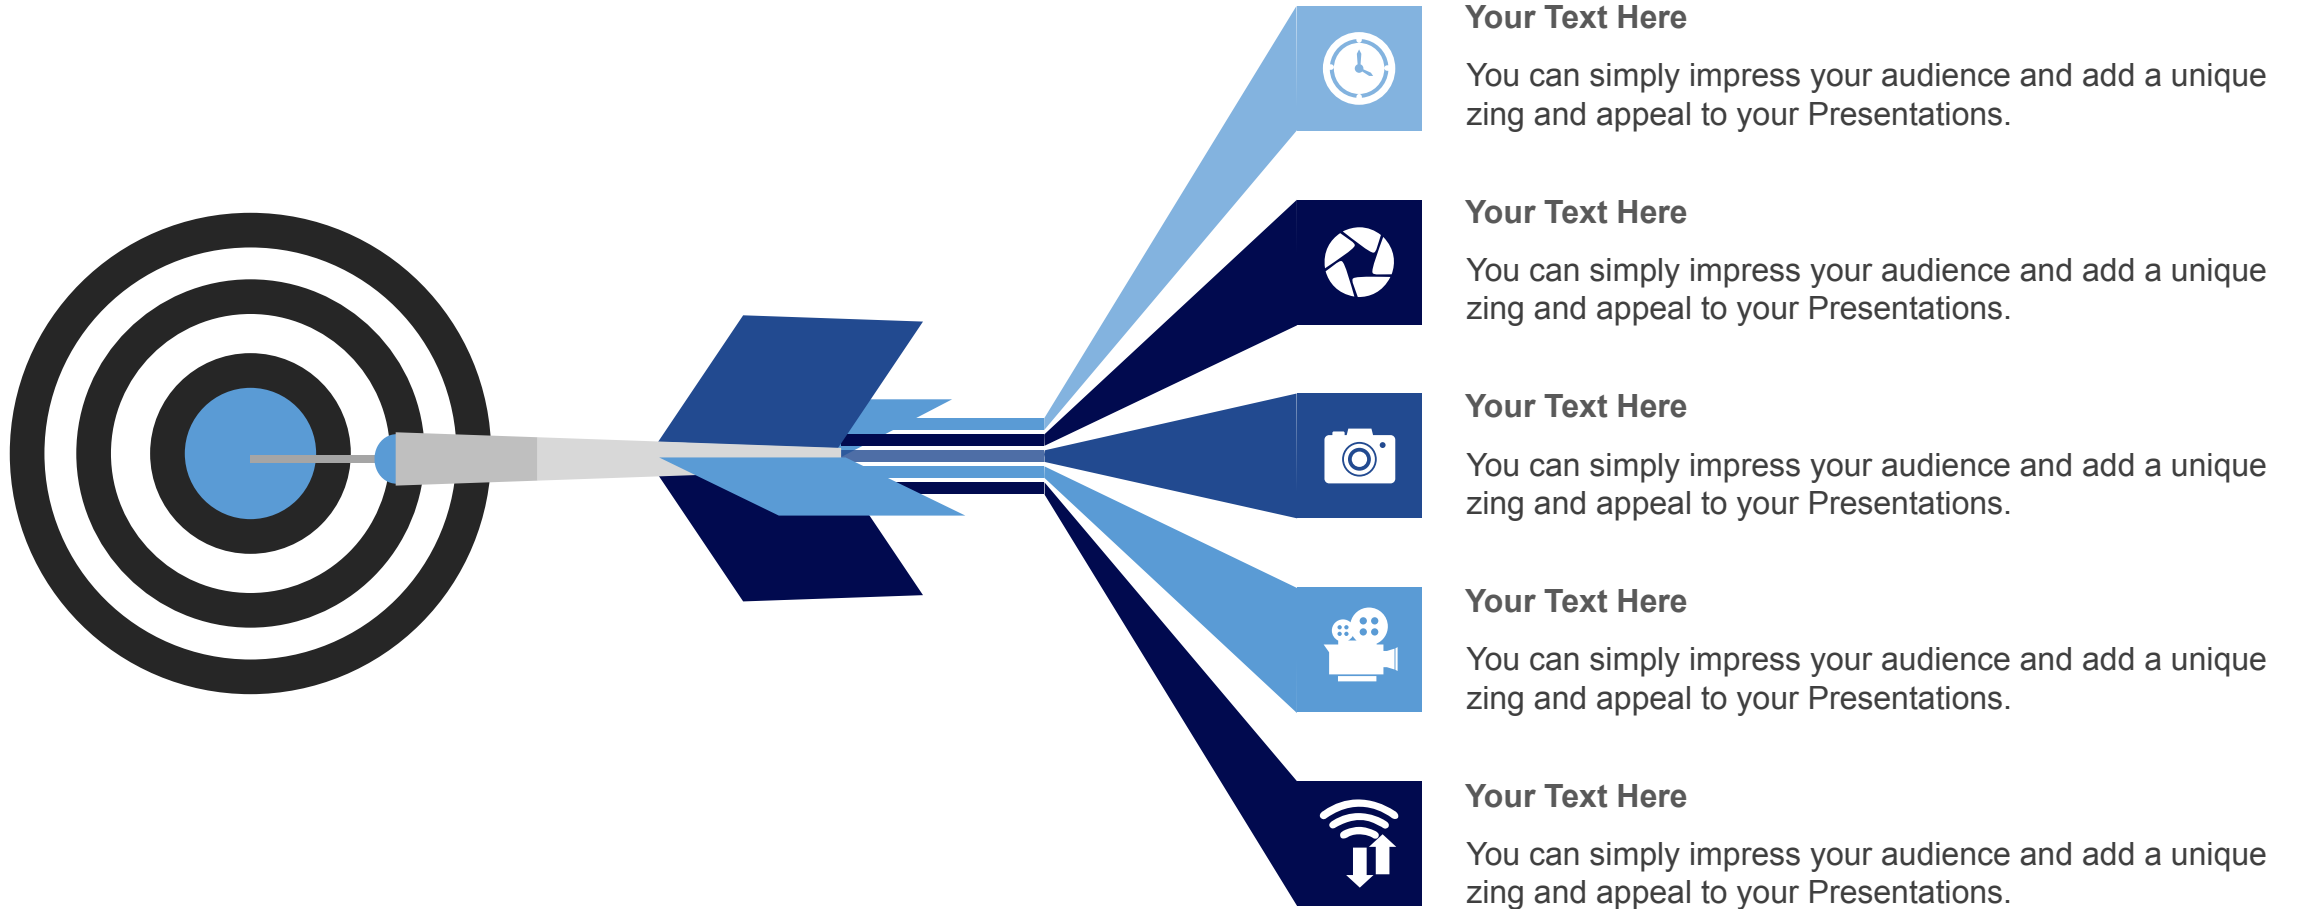 Your Text Here
You can simply impress your audience and add a unique
zing and appeal to your Presentations.
Your Text Here
You can simply impress your audience and add a unique
zing and appeal to your Presentations.
Your Text Here
You can simply impress your audience and add a unique
zing and appeal to your Presentations.
Your Text Here
You can simply impress your audience and add a unique
zing and appeal to your Presentations.
Your Text Here
You can simply impress your audience and add a unique
zing and appeal to your Presentations.